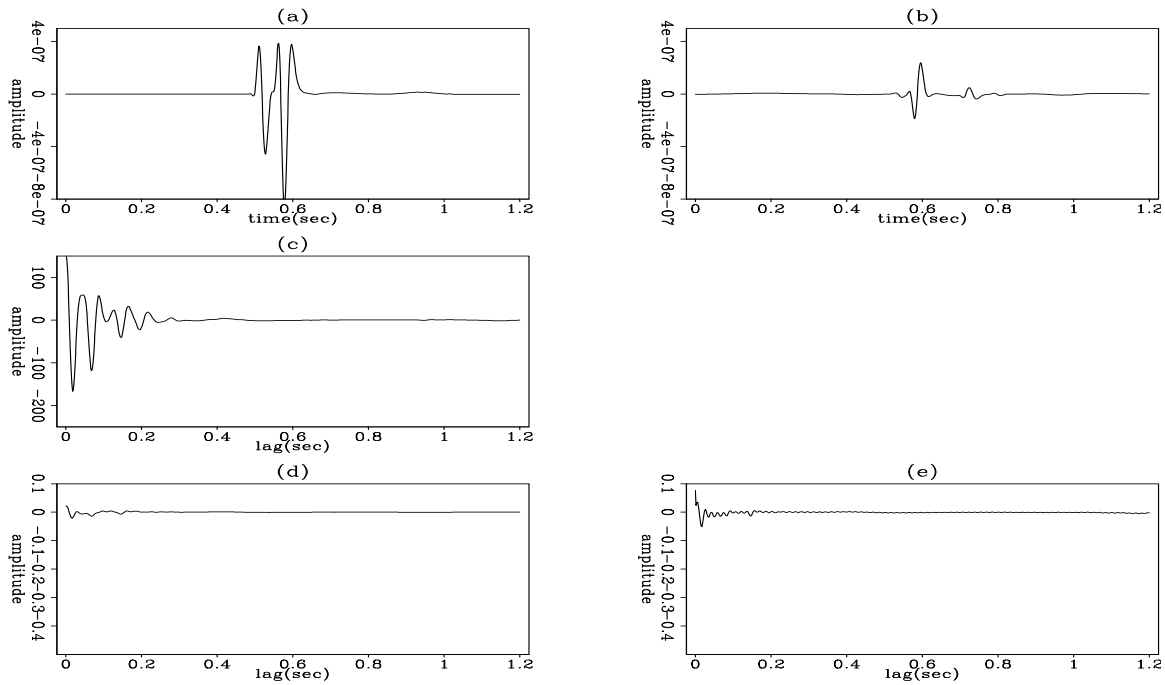 (a)
4e-07
0
-4e-07
-8e-07
amplitude
0 0.2 0.4 0.6 0.8 1 1.2
time(sec)
(b)
4e-07
0
-4e-07
-8e-07
amplitude
0 0.2 0.4 0.6 0.8 1 1.2
time(sec)
(c)
100
0
-100
-200
amplitude
0 0.2 0.4 0.6 0.8 1 1.2
lag(sec)
(d)
0.1
0
-0.1
-0.2
-0.3
-0.4
amplitude
0 0.2 0.4 0.6 0.8 1 1.2
lag(sec)
(e)
0.1
0
-0.1
-0.2
-0.3
-0.4
amplitude
0 0.2 0.4 0.6 0.8 1 1.2
lag(sec)